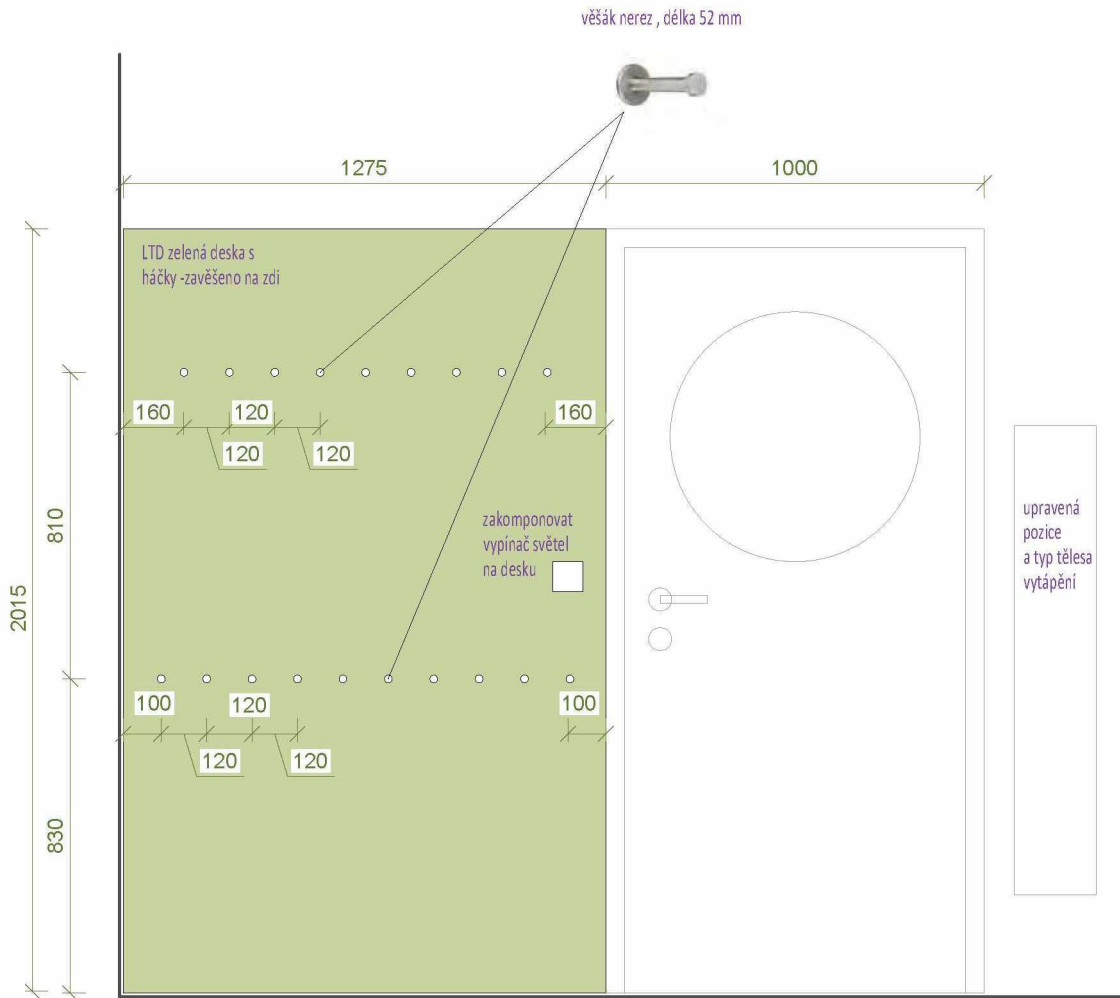 věšák nerez , délka 52 mm
1275
1000
LTD zelená deska s
háčky -zavěšeno na zdi
160
120
160
120
120
810
zakomponovat
vypínač světel
na desku
upravená
pozice
a typ tělesa
vytápění
2015
100
120
100
120
120
830